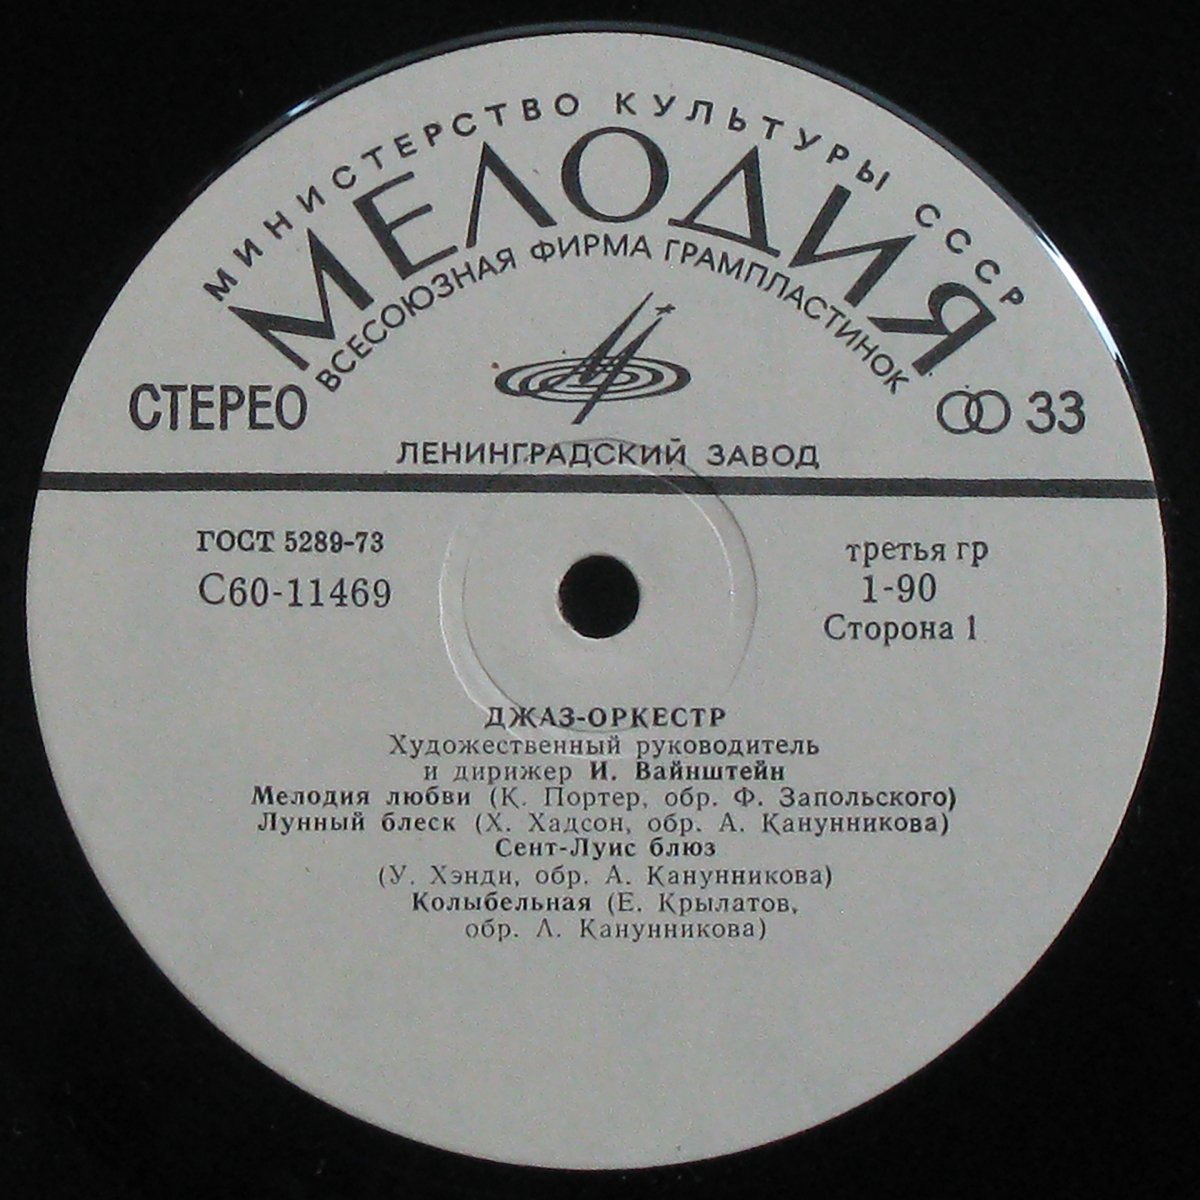 МИНИСТЕРСТВО КУЛЬТУРЫ СССР
МЕЛОДИЯ
ВСЕСОЮЗНАЯ ФИРМА ГРАМПЛАСТИНОК
СТЕРЕО
33
ЛЕНИНГРАДСКИЙ ЗАВОД
ГОСТ 5289-73
С60-11469
третья гр
1-90
Сторона 1
ДЖАЗ-ОРКЕСТР
Художественный руководитель
и дирижер И. Вайнштейн
Мелодия любви (К. Портер, обр. Ф. Запольского)
Лунный блеск (Х. Хадсон, обр. А. Канунникова)
Сент-Луис блюз
(У. Хэнди, обр. А. Канунникова)
Колыбельная (Е. Крылатов,
обр. А. Канунникова)